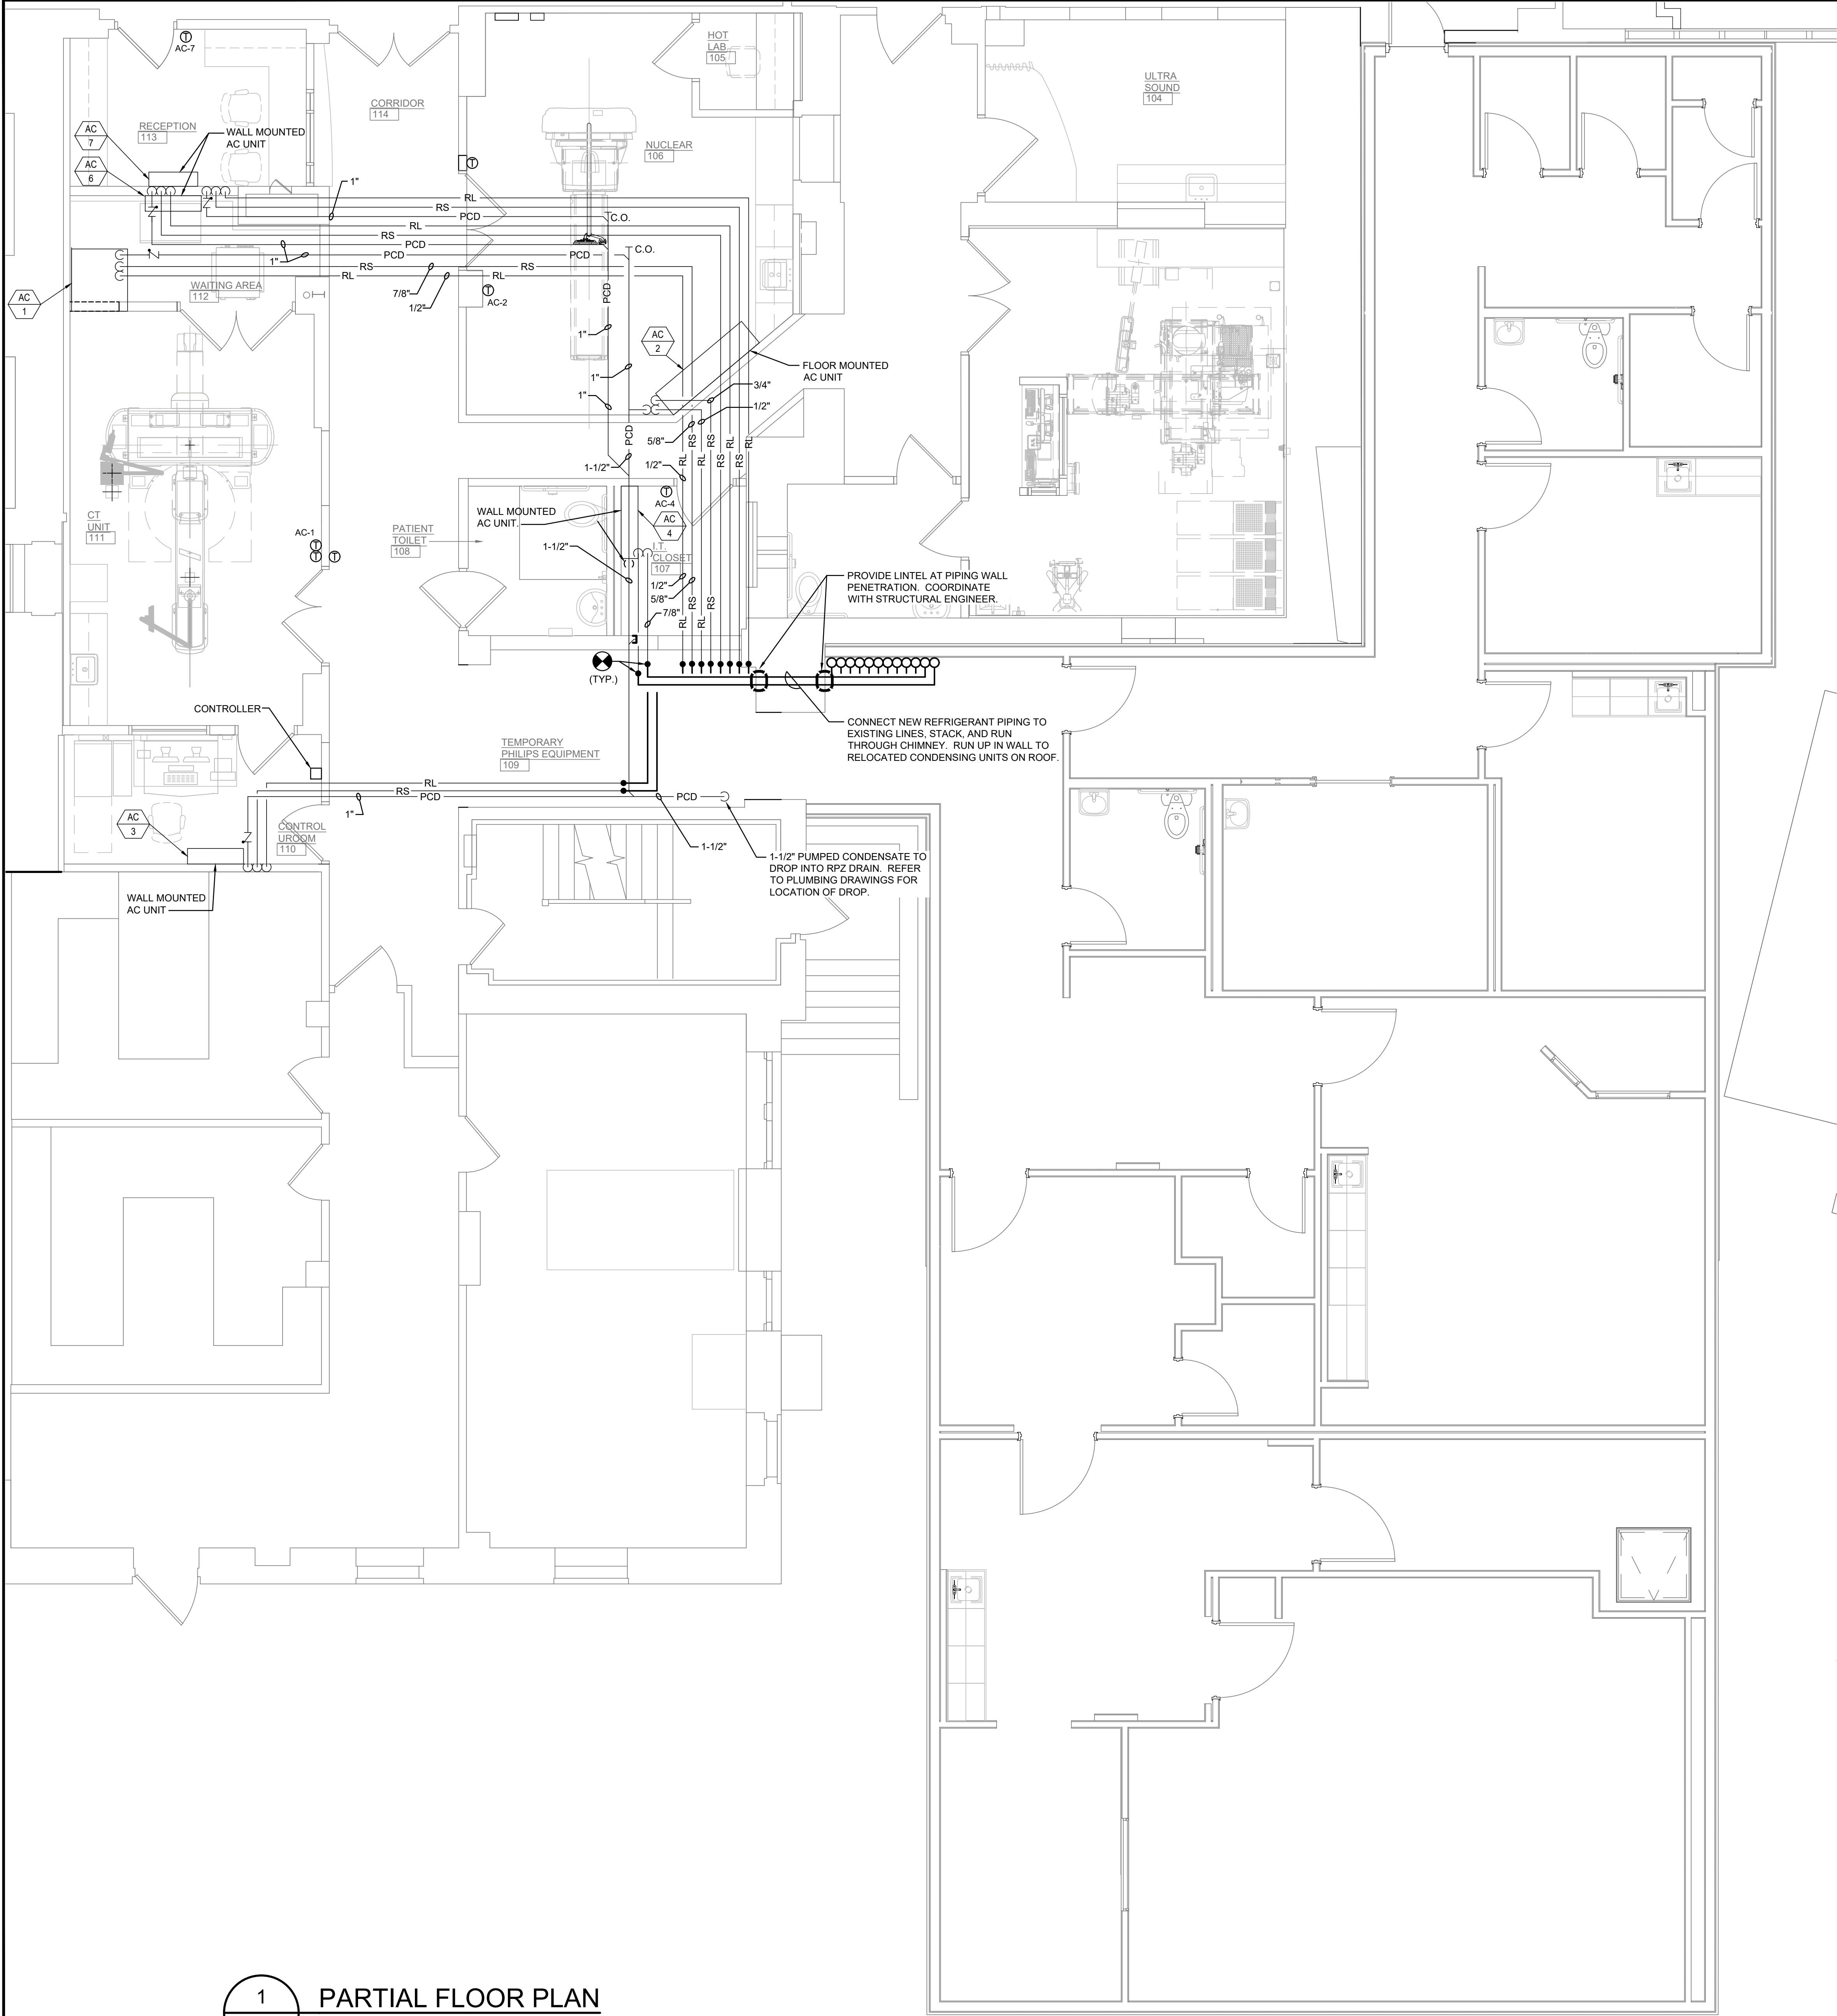 T
AC-7
HOT
LAB
105
ULTRA
SOUND
104
CORRIDOR
114
RECEPTION
113
WALL MOUNTED
AC UNIT
AC
7
AC
6
NUCLEAR
106
T
1"
RL
RS
PCD
C.O.
RL
RS
PCD
PCD
PCD
C.O.
1"
RS
RS
RL
RL
WAITING AREA
112
7/8"
1/2"
T
AC-2
PCD
AC
1
1"
AC
2
FLOOR MOUNTED
AC UNIT
1"
1"
3/4"
1/2"
5/8"
PCD
RL
RS
RL
RS
RS
RL
RS
RL
1-1/2"
1/2"
T
AC-4
AC
4
WALL MOUNTED
AC UNIT.
CT
UNIT
111
AC-1
T
T
T
PATIENT
TOILET
108
1-1/2"
I.T.
CLOSET
107
1/2"
5/8"
7/8"
RL
RS
RL
RS
PROVIDE LINTEL AT PIPING WALL
PENETRATION. COORDINATE
WITH STRUCTURAL ENGINEER.
(TYP.)
CONTROLLER
CONNECT NEW REFRIGERANT PIPING TO
EXISTING LINES, STACK, AND RUN
THROUGH CHIMNEY. RUN UP IN WALL TO
RELOCATED CONDENSING UNITS ON ROOF.
TEMPORARY
PHILIPS EQUIPMENT
109
RL
RS
PCD
PCD
1"
AC
3
CONTROL
UROOM
110
1-1/2"
1-1/2" PUMPED CONDENSATE TO
DROP INTO RPZ DRAIN. REFER
TO PLUMBING DRAWINGS FOR
LOCATION OF DROP.
WALL MOUNTED
AC UNIT
1
PARTIAL FLOOR PLAN